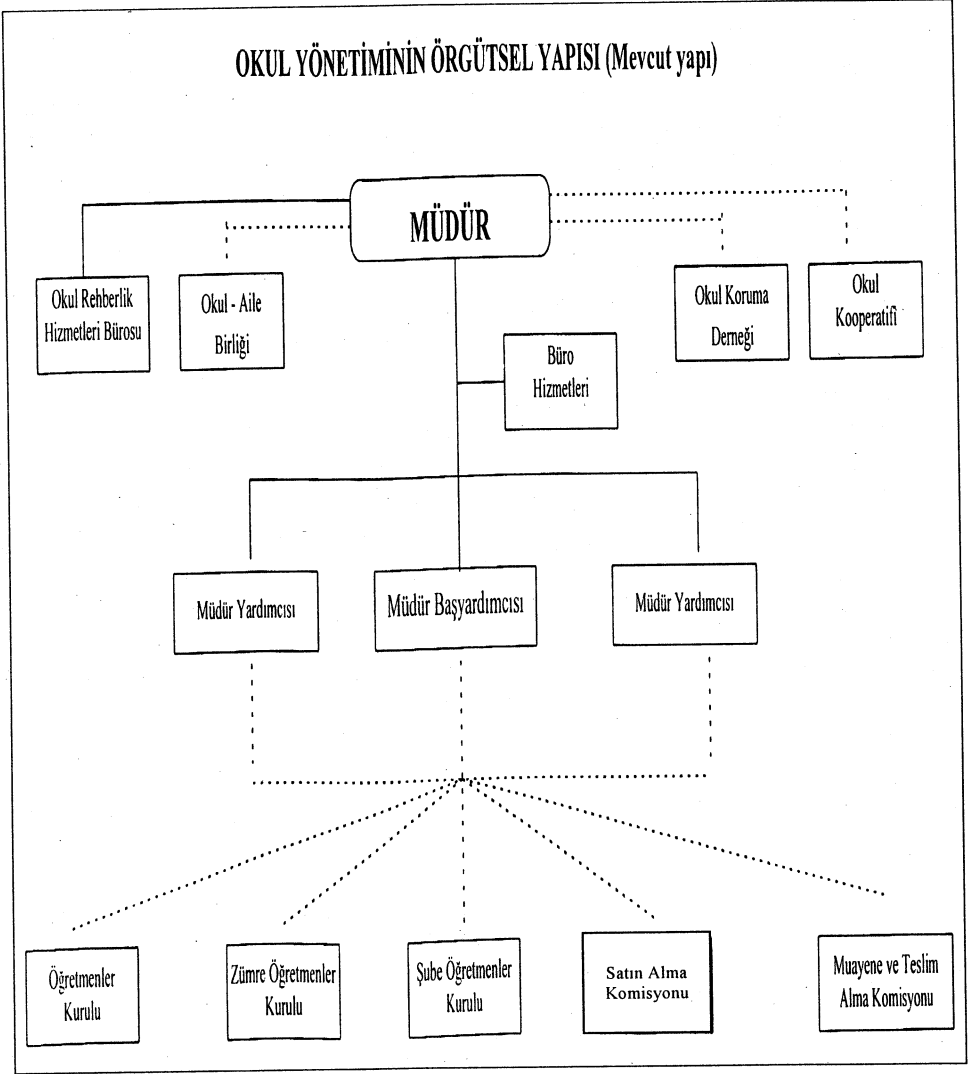 OKUL YÖNETİMİNİN ÖRGÜTSEL YAPISI (Mevcut yapı)
MÜDÜR
Okul Rehberlik
Hizmetleri Bürosu
Okul - Aile
Birliği
Okul Koruma
Derneği
Okul
Kooperatifi
Büro
Hizmetleri
Müdür Yardımcısı
Müdür Başyardımcısı
Müdür Yardımcısı
Öğretmenler
Kurulu
Zümre Öğretmenler
Kurulu
Şube Öğretmenler
Kurulu
Satın Alma
Komisyonu
Muayene ve Teslim
Alma Komisyonu